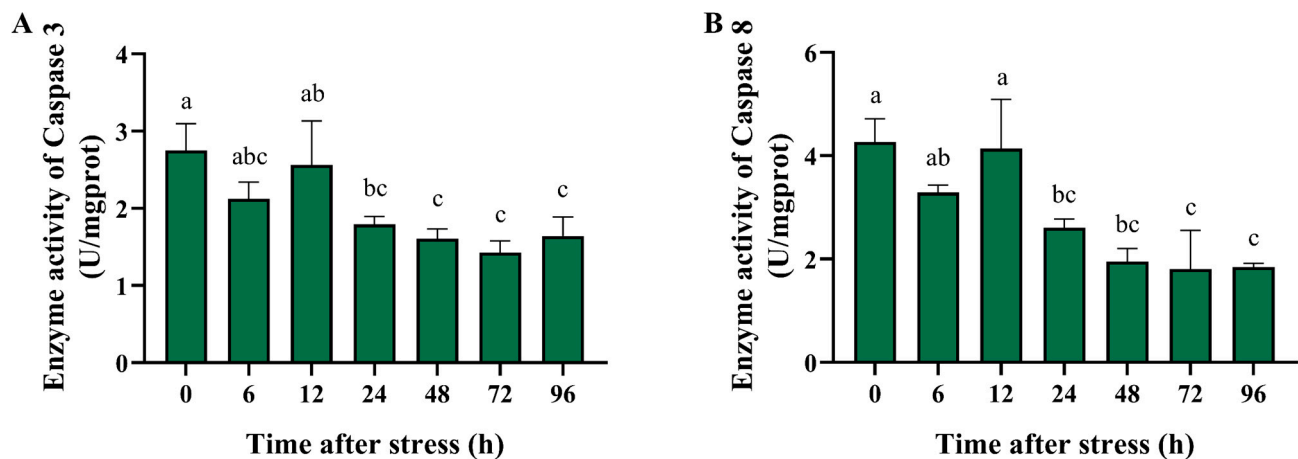 A
Enzyme activity of Caspase 3
(U/mgprot)
4
3
2
1
0
a
abc
ab
bc
c
c
c
0 6 12 24 48 72 96
Time after stress (h)
B
Enzyme activity of Caspase 8
(U/mgprot)
6
4
2
0
a
ab
a
bc
bc
c
c
0 6 12 24 48 72 96
Time after stress (h)